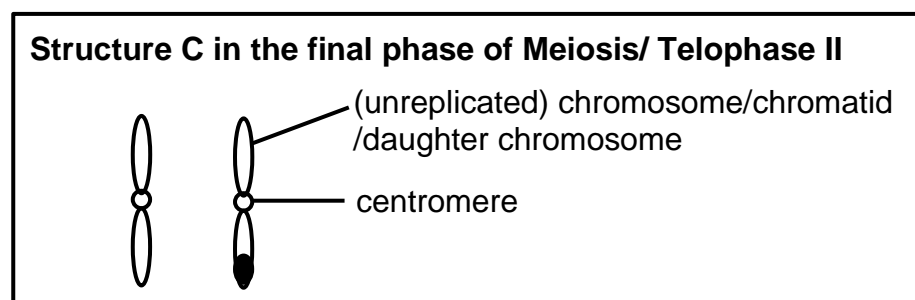 Structure C in the final phase of Meiosis/ Telophase II
(unreplicated) chromosome/chromatid
/daughter chromosome
centromere